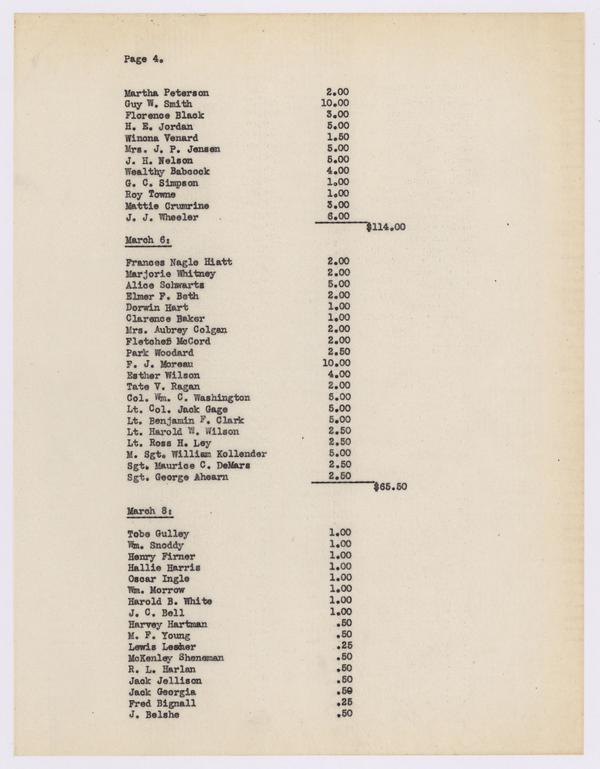 Page 4.
Martha Peterson 2.00
Guy W. Smith 10.00
Florence Black 3.00
H. E. Jordan 5.00
Winona Venard 1.50
Mrs. J. P. Jensen 5.00
J. H. Nelson 5.00
Wealthy Babcock 4.00
G. C. Simpson 1.00
Roy Towne 1.00
Mattie Crumrine 3.00
J. J. Wheeler 6.00
$114.00
March 6:
Frances Nagle Hiatt 2.00
Marjorie Whitney 2.00
Alice Schwartz 5.00
Elmer F. Beth 2.00
Dorwin Hart 1.00
Clarence Baker 1.00
Mrs. Aubrey Colgan 2.00
Fletcher McCord 2.00
Park Woodard 2.50
F. J. Moreau 10.00
Esther Wilson 4.00
Tate V. Ragan 2.00
Col. Wm. C. Washington 5.00
Lt. Col. Jack Gage 5.00
Lt. Benjamin F. Clark 5.00
Lt. Harold W. Wilson 2.50
Lt. Ross H. Ley 2.50
M. Sgt. William Kollender 5.00
Sgt. Maurice C. DeMars 2.50
Sgt. George Ahearn 2.50
$65.50
March 8:
Tobe Gulley 1.00
Wm. Snoddy 1.00
Henry Firner 1.00
Hallie Harris 1.00
Oscar Ingle 1.00
Wm. Morrow 1.00
Harold B. White 1.00
J. C. Bell 1.00
Harvey Hartman .50
M. F. Young .50
Lewis Lesher .25
McKenley Sheneman .50
R. L. Harlan .50
Jack Jellison .50
Jack Georgia .50
Fred Bignall .25
J. Belshe .50